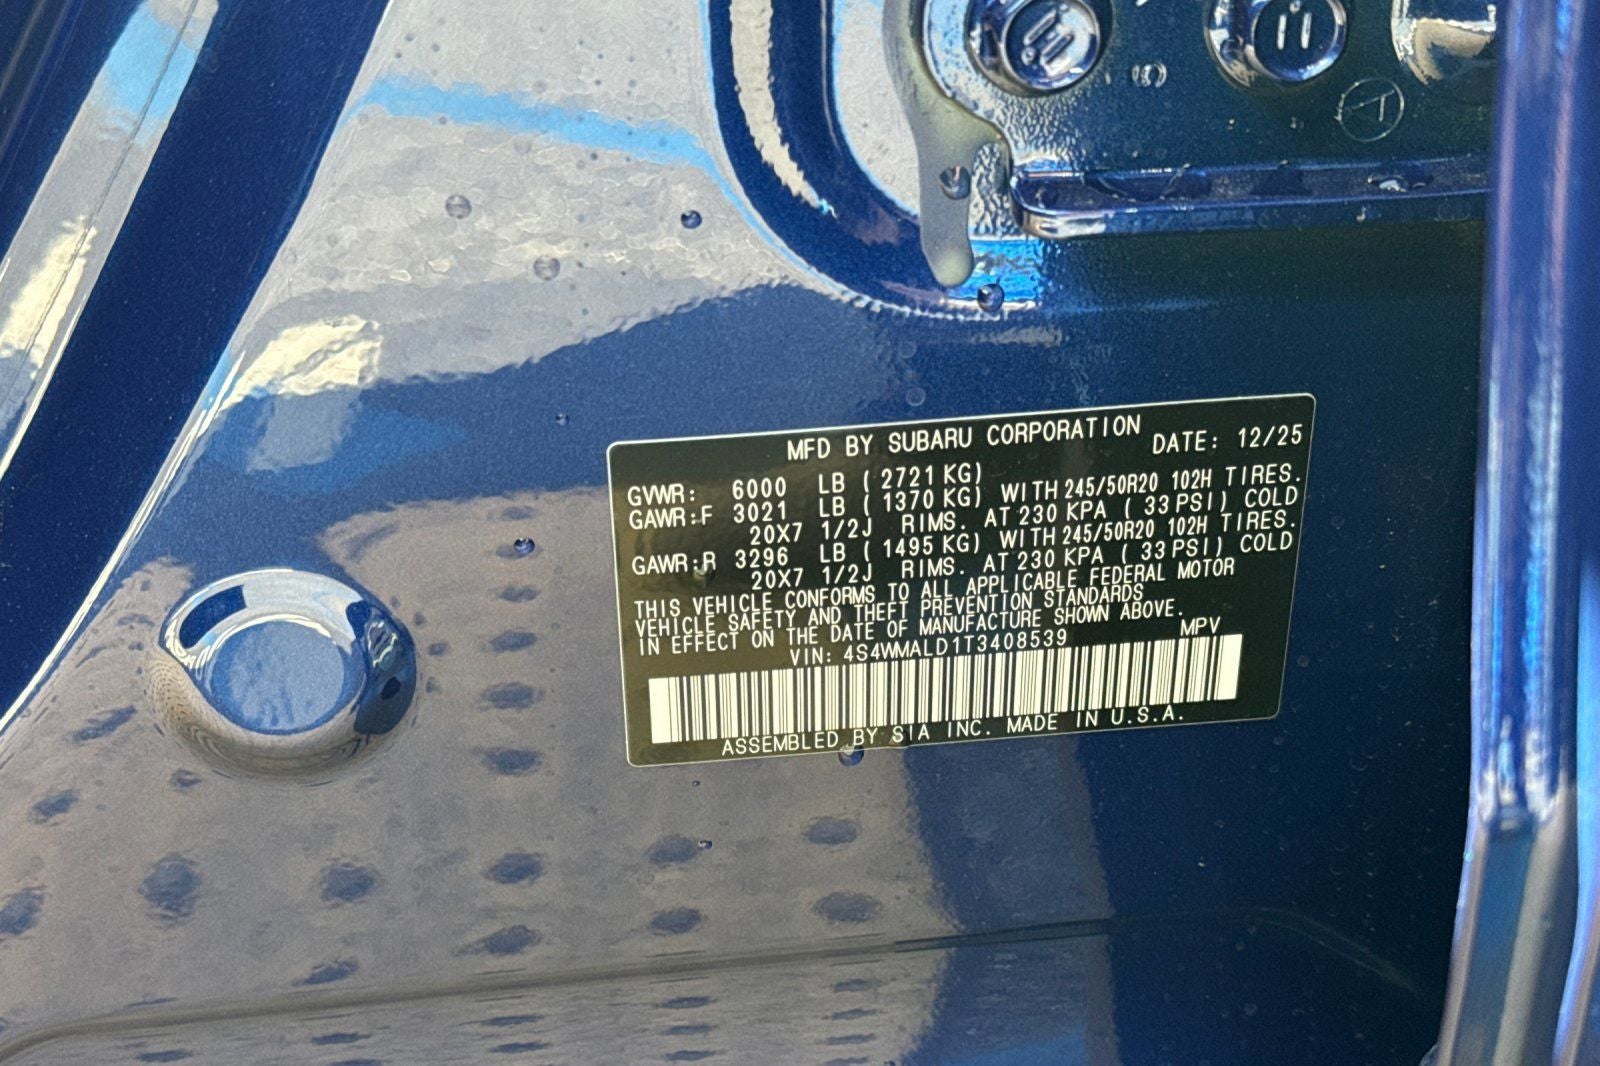 MFD BY SUBARU CORPORATION DATE: 12/25
GVWR: 6000 LB ( 2721 KG)
GAWR:F 3021 LB ( 1370 KG) WITH 245/50R20 102H TIRES.
20X7 1/2J RIMS. AT 230 KPA ( 33 PSI) COLD
GAWR:R 3296 LB ( 1495 KG) WITH 245/50R20 102H TIRES.
20X7 1/2J RIMS. AT 230 KPA ( 33 PSI) COLD
THIS VEHICLE CONFORMS TO ALL APPLICABLE FEDERAL MOTOR
VEHICLE SAFETY AND THEFT PREVENTION STANDARDS
IN EFFECT ON THE DATE OF MANUFACTURE SHOWN ABOVE.
VIN: 4S4WMALD1T3408539 MPV
ASSEMBLED BY SIA INC. MADE IN U.S.A.